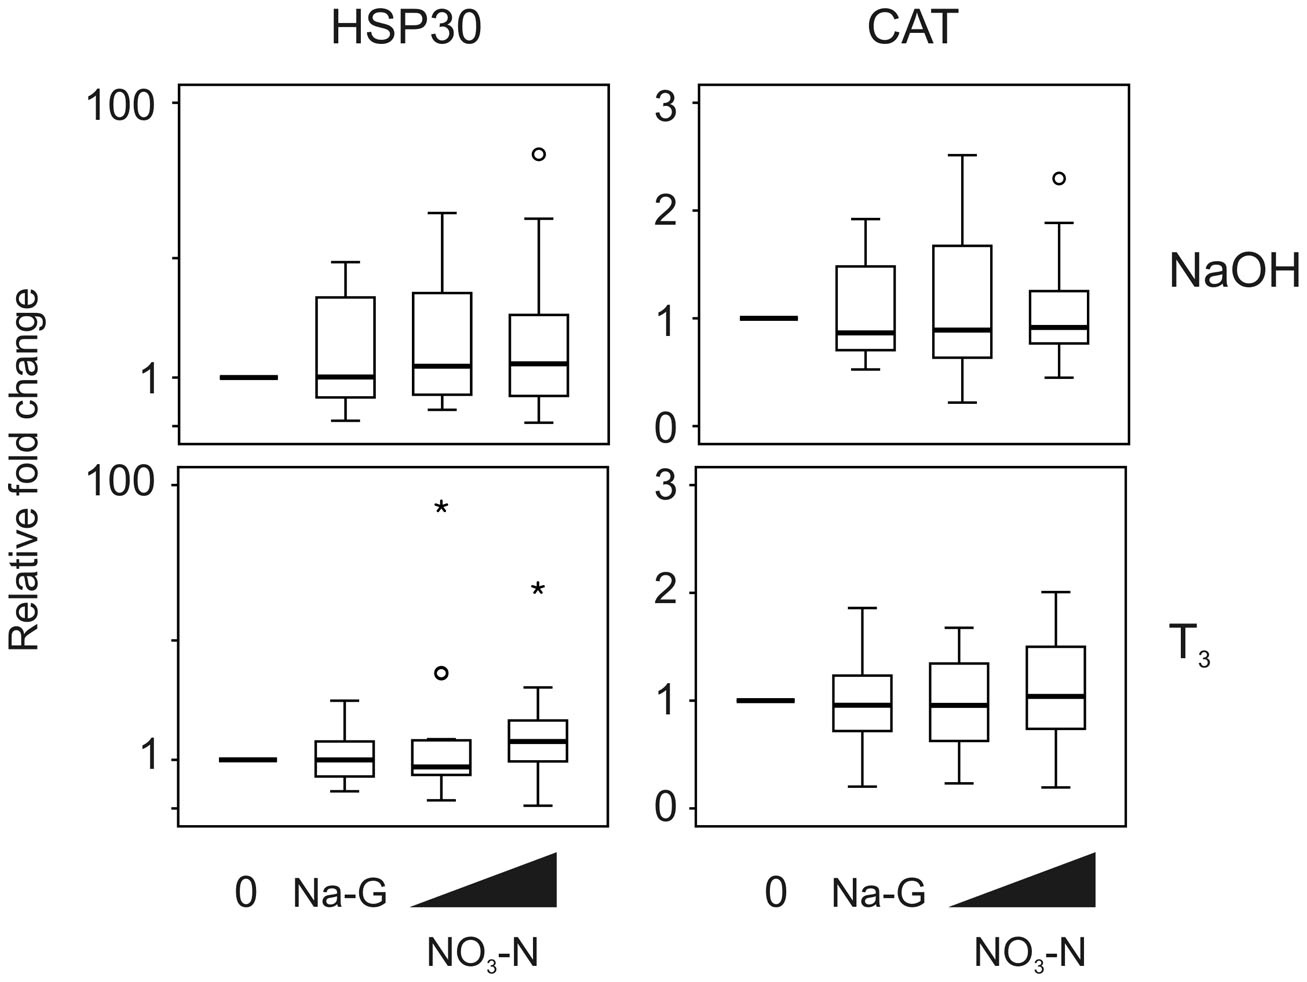 HSP30 CAT
Relative fold change
100
1
3
2
1
0
NaOH
100
1
3
2
1
0
T₃
0 Na-G
NO₃-N
0 Na-G
NO₃-N